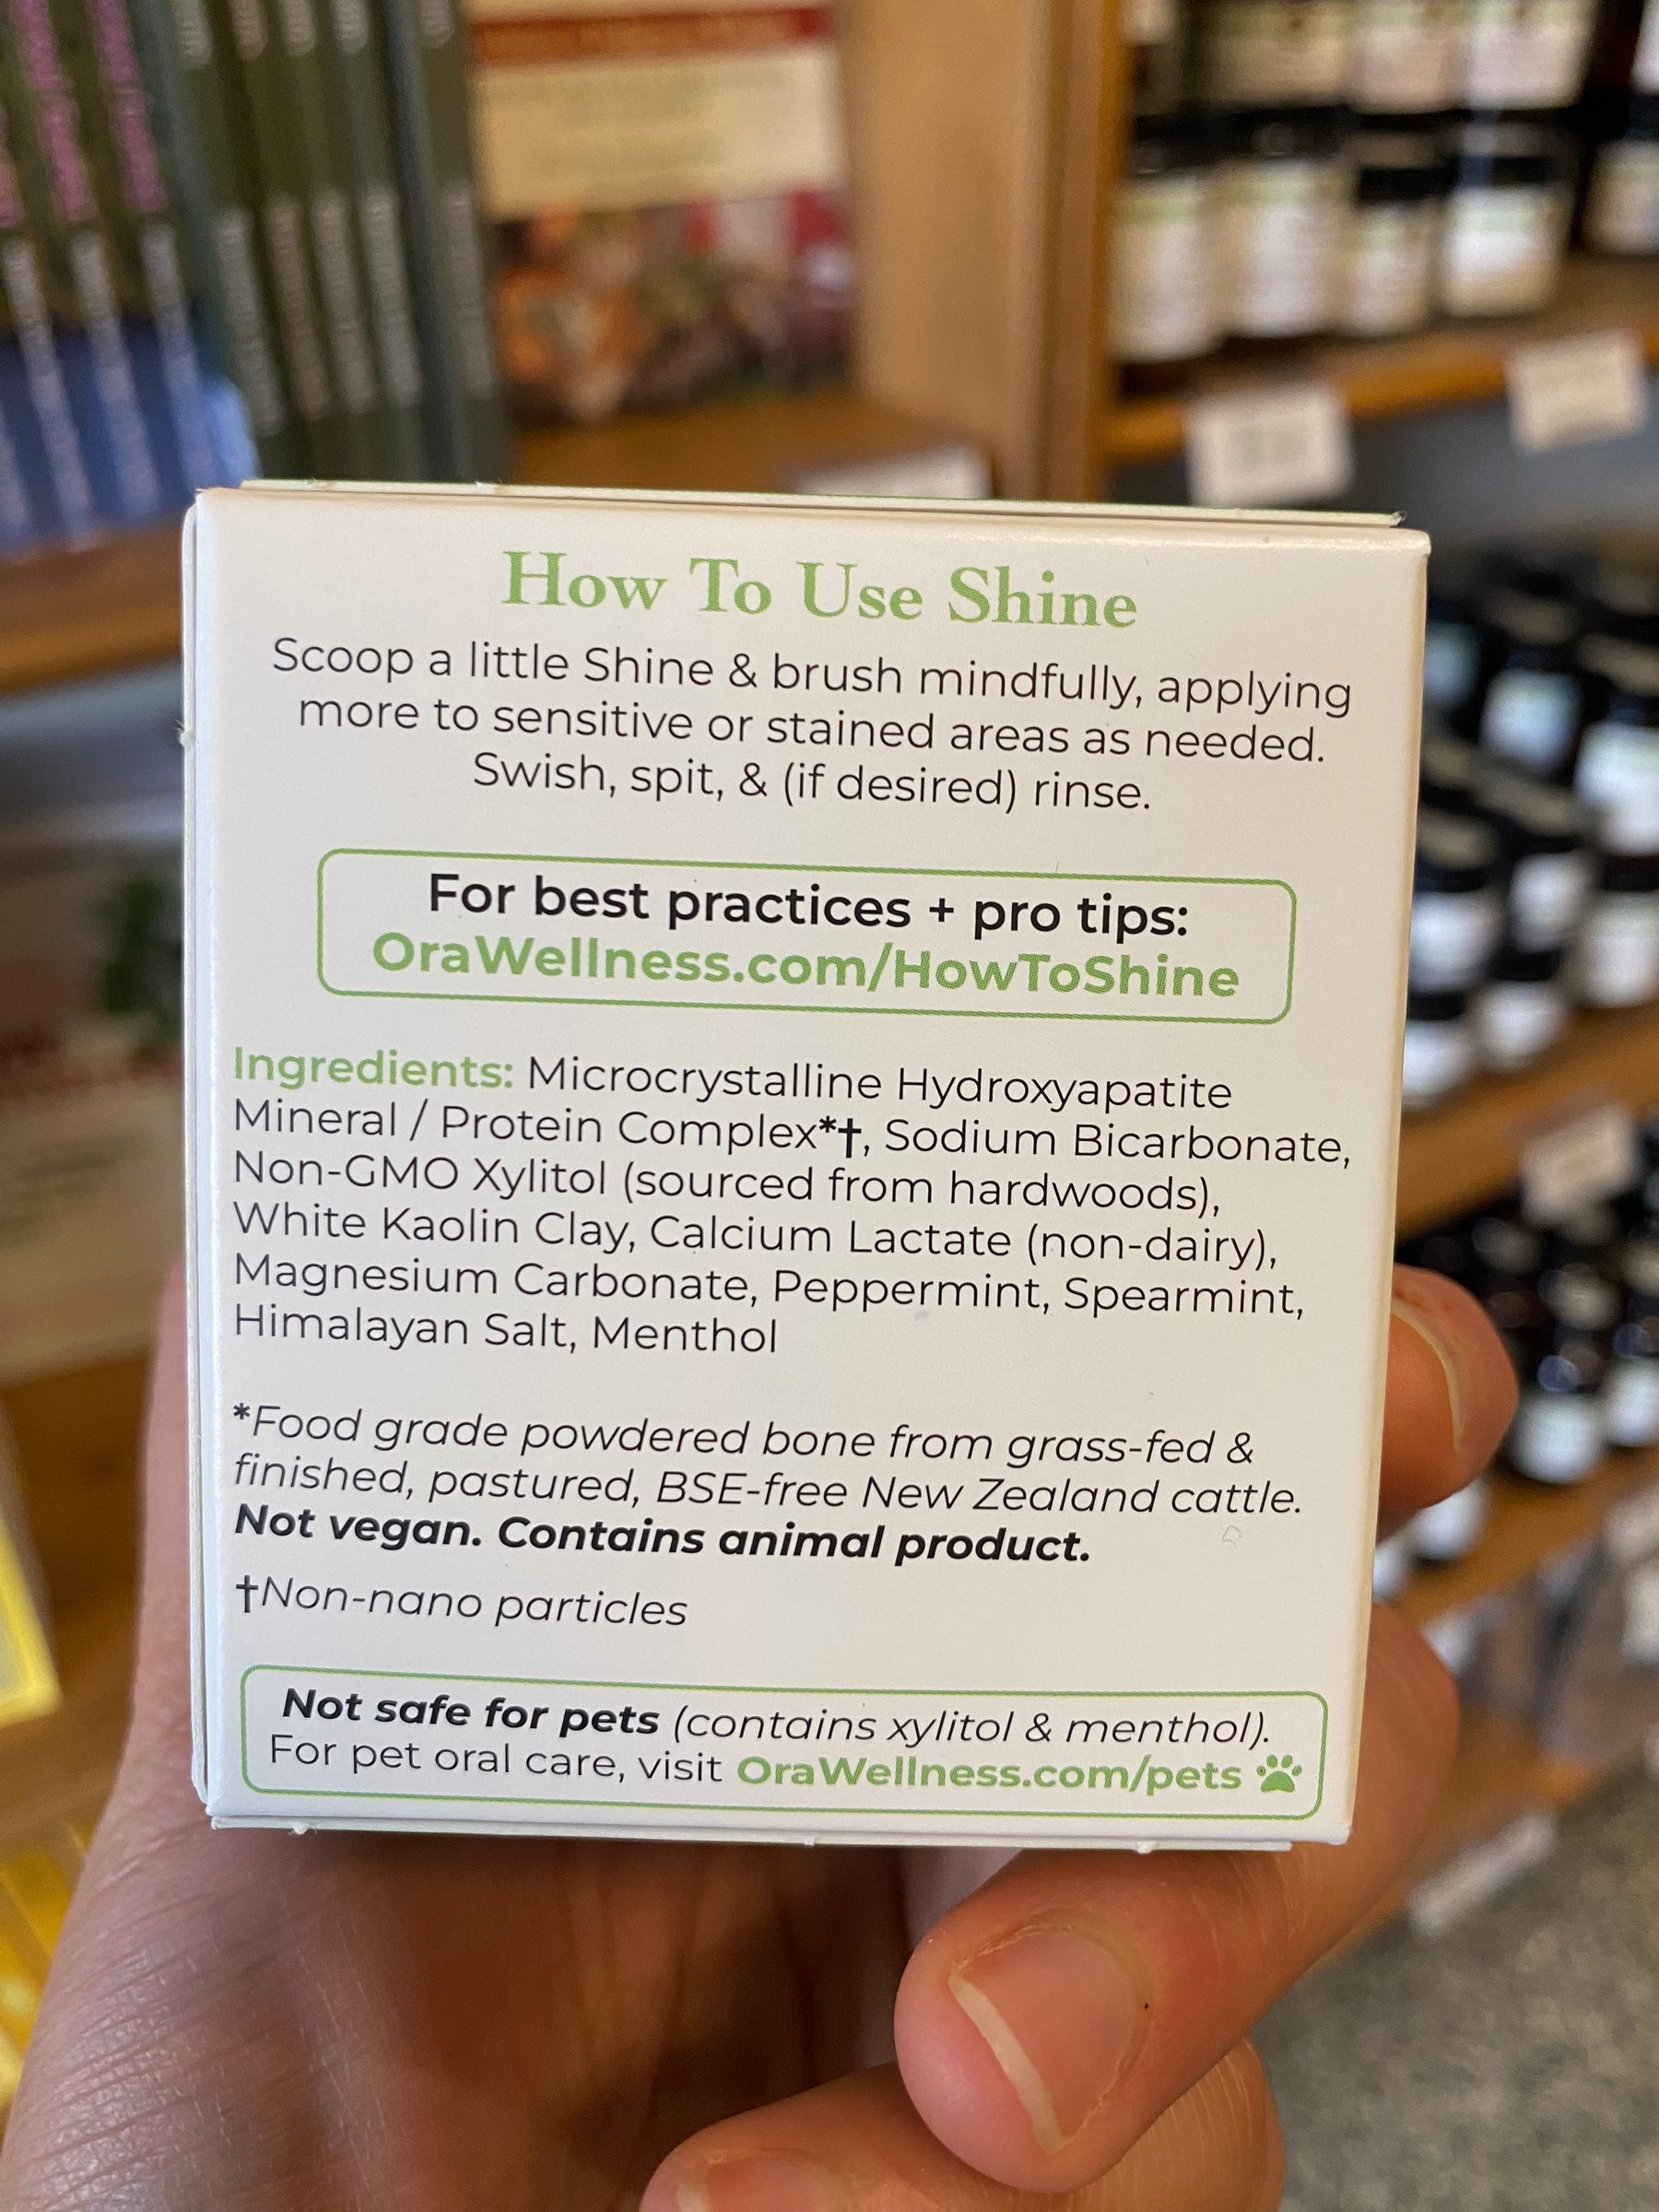 How To Use Shine
Scoop a little Shine & brush mindfully, applying
more to sensitive or stained areas as needed.
Swish, spit, & (if desired) rinse.
For best practices + pro tips:
OraWellness.com/HowToShine
Ingredients: Microcrystalline Hydroxyapatite
Mineral / Protein Complex*†, Sodium Bicarbonate,
Non-GMO Xylitol (sourced from hardwoods),
White Kaolin Clay, Calcium Lactate (non-dairy),
Magnesium Carbonate, Peppermint, Spearmint,
Himalayan Salt, Menthol
*Food grade powdered bone from grass-fed &
finished, pastured, BSE-free New Zealand cattle.
Not vegan. Contains animal product.
†Non-nano particles
Not safe for pets (contains xylitol & menthol).
For pet oral care, visit OraWellness.com/pets